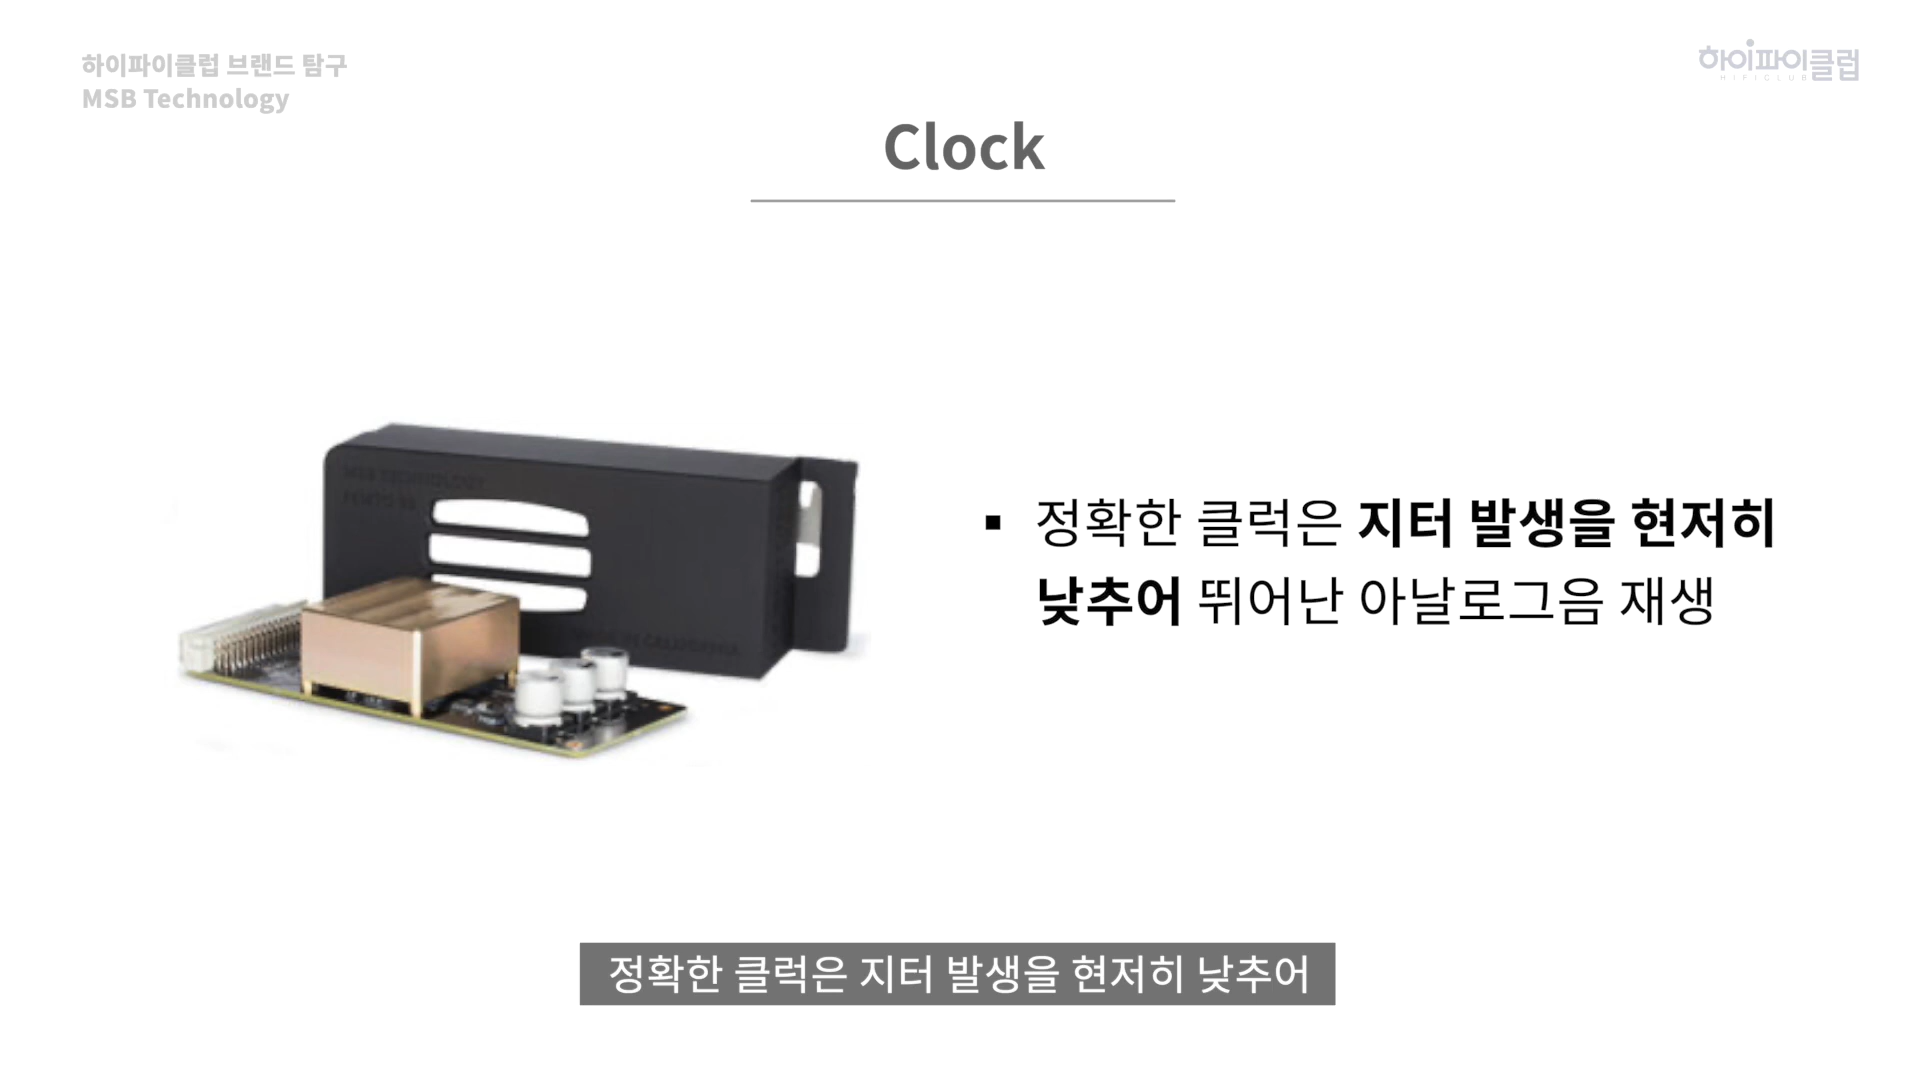 하이파이클럽 브랜드 탐구
MSB Technology
하이파이클럽
HIFICLUB
Clock
▪ 정확한 클럭은 지터 발생을 현저히
낮추어 뛰어난 아날로그음 재생
정확한 클럭은 지터 발생을 현저히 낮추어